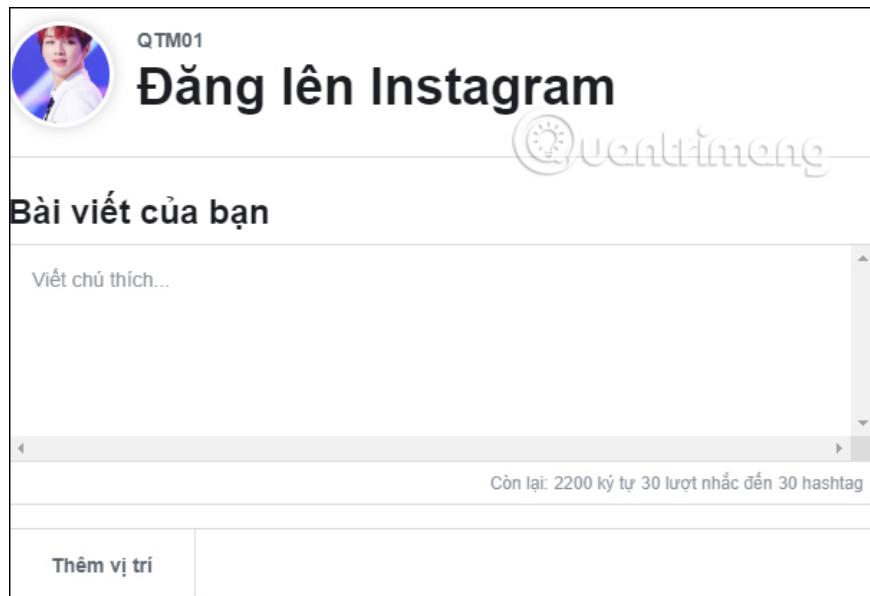 QTM01
Đăng lên Instagram
Quantrimang
Bài viết của bạn
Viết chú thích...
Còn lại: 2200 ký tự 30 lượt nhắc đến 30 hashtag
Thêm vị trí